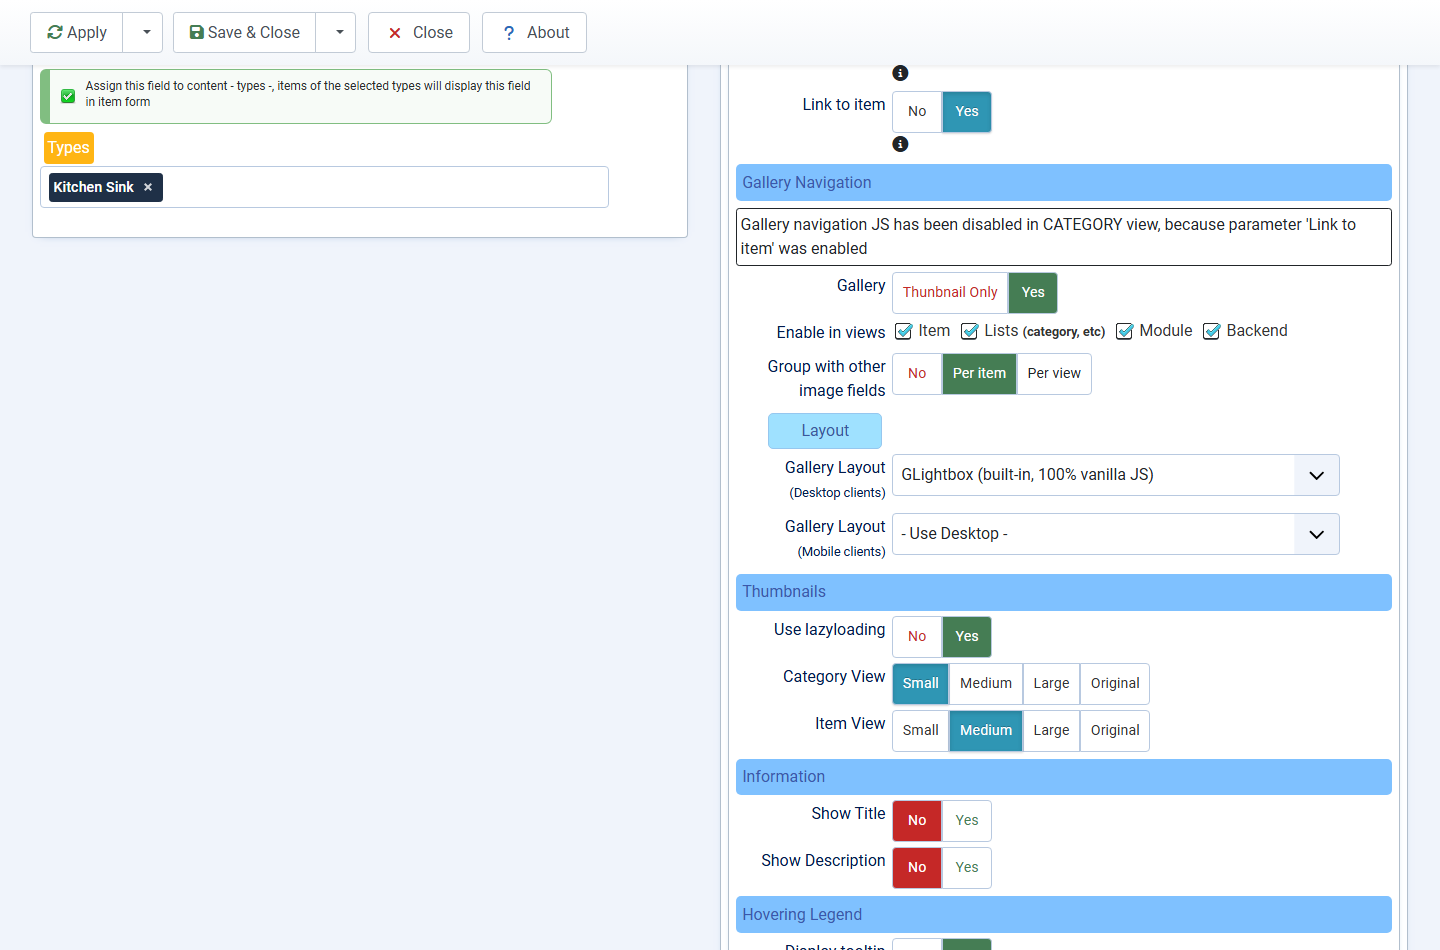 Apply
Save & Close
Close
? About
Assign this field to content - types -, items of the selected types will display this field
in item form
Types
Kitchen Sink ×
Link to item No Yes
Gallery Navigation
Gallery navigation JS has been disabled in CATEGORY view, because parameter 'Link to
item' was enabled
Gallery Thunbnail Only Yes
Enable in views Item Lists (category, etc) Module Backend
Group with other
image fields
No Per item Per view
Layout
Gallery Layout
(Desktop clients)
GLightbox (built-in, 100% vanilla JS)
Gallery Layout
(Mobile clients)
- Use Desktop -
Thumbnails
Use lazyloading No Yes
Category View Small Medium Large Original
Item View Small Medium Large Original
Information
Show Title No Yes
Show Description No Yes
Hovering Legend
Display tooltip